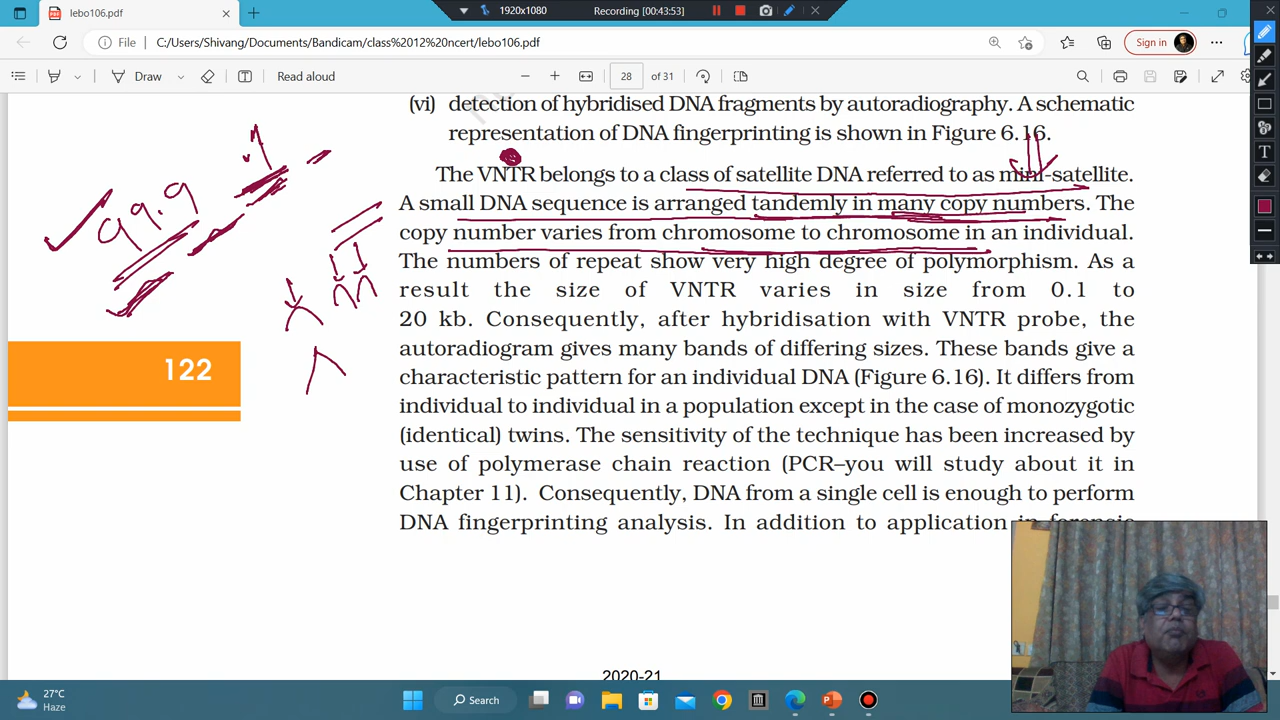 lebo106.pdf
1920x1080
Recording (00:43:53)
File
C:/Users/Shivang/Documents/Bandicam/class%2012%20ncert/lebo106.pdf
Sign in
Draw
Read aloud
28
of 31
(vi) detection of hybridised DNA fragments by autoradiography. A schematic
representation of DNA fingerprinting is shown in Figure 6.16.
The VNTR belongs to a class of satellite DNA referred to as mini-satellite.
A small DNA sequence is arranged tandemly in many copy numbers. The
copy number varies from chromosome to chromosome in an individual.
The numbers of repeat show very high degree of polymorphism. As a
result the size of VNTR varies in size from 0.1 to
20 kb. Consequently, after hybridisation with VNTR probe, the
autoradiogram gives many bands of differing sizes. These bands give a
characteristic pattern for an individual DNA (Figure 6.16). It differs from
individual to individual in a population except in the case of monozygotic
(identical) twins. The sensitivity of the technique has been increased by
use of polymerase chain reaction (PCR–you will study about it in
Chapter 11). Consequently, DNA from a single cell is enough to perform
DNA fingerprinting analysis. In addition to application in forensic
99.9
.1
122
2020-21
27°C
Haze
Search